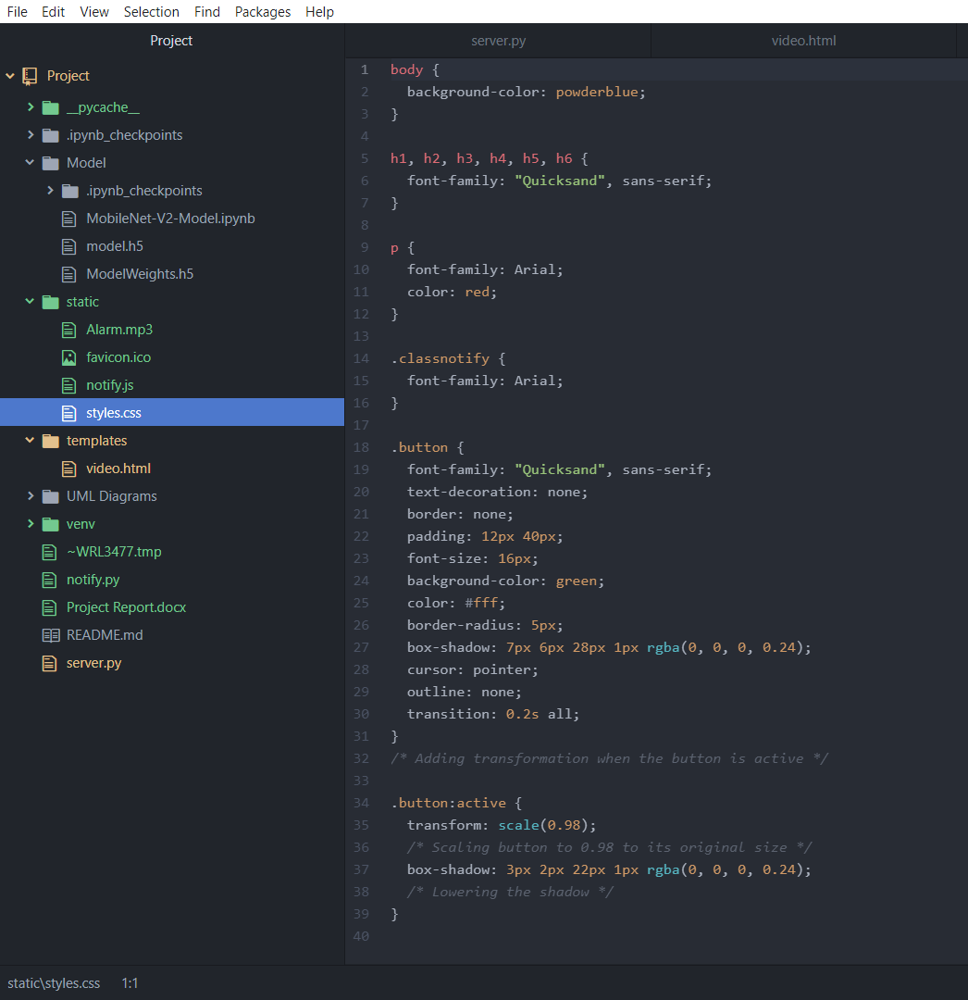 File Edit View Selection Find Packages Help
Project
Project
__pycache__
.ipynb_checkpoints
Model
.ipynb_checkpoints
MobileNet-V2-Model.ipynb
model.h5
ModelWeights.h5
static
Alarm.mp3
favicon.ico
notify.js
styles.css
templates
video.html
UML Diagrams
venv
~WRL3477.tmp
notify.py
Project Report.docx
README.md
server.py
server.py video.html
1 body {
2   background-color: powderblue;
3 }
4
5 h1, h2, h3, h4, h5, h6 {
6   font-family: "Quicksand", sans-serif;
7 }
8
9 p {
10   font-family: Arial;
11   color: red;
12 }
13
14 .classnotify {
15   font-family: Arial;
16 }
17
18 .button {
19   font-family: "Quicksand", sans-serif;
20   text-decoration: none;
21   border: none;
22   padding: 12px 40px;
23   font-size: 16px;
24   background-color: green;
25   color: #fff;
26   border-radius: 5px;
27   box-shadow: 7px 6px 28px 1px rgba(0, 0, 0, 0.24);
28   cursor: pointer;
29   outline: none;
30   transition: 0.2s all;
31 }
32 /* Adding transformation when the button is active */
33
34 .button:active {
35   transform: scale(0.98);
36   /* Scaling button to 0.98 to its original size */
37   box-shadow: 3px 2px 22px 1px rgba(0, 0, 0, 0.24);
38   /* Lowering the shadow */
39 }
40
static\styles.css 1:1